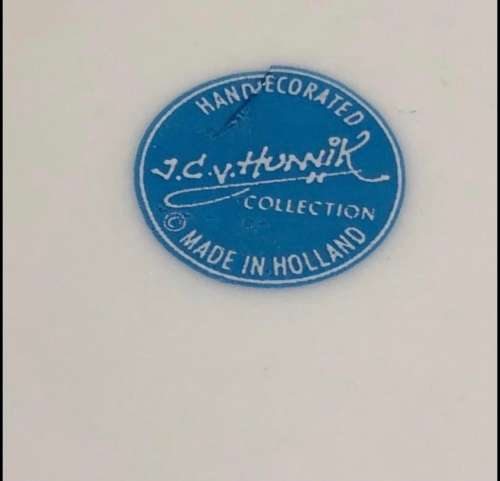 HANDDECORATED
J.C.v.Hunnik
COLLECTION
© MADE IN HOLLAND